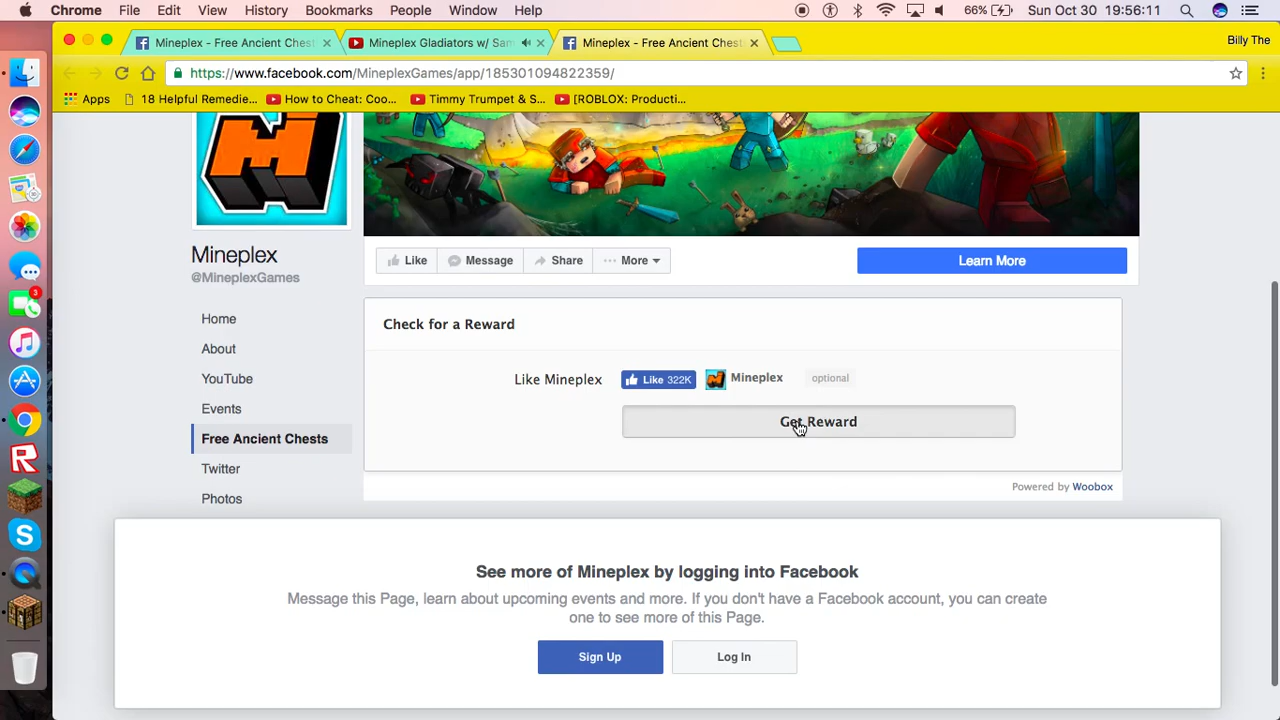 Chrome File Edit View History Bookmarks People Window Help 66% Sun Oct 30 19:56:11
Mineplex - Free Ancient Chest Mineplex Gladiators w/ Sam Mineplex - Free Ancient Chest Billy The
https://www.facebook.com/MineplexGames/app/185301094822359/
Apps 18 Helpful Remedie... How to Cheat: Coo... Timmy Trumpet & S... [ROBLOX: Producti...
Mineplex
@MineplexGames
Like Message Share More Learn More
Home
About
YouTube
Events
Free Ancient Chests
Twitter
Photos
Check for a Reward
Like Mineplex Like 322K Mineplex optional
Get Reward
Powered by Woobox
See more of Mineplex by logging into Facebook
Message this Page, learn about upcoming events and more. If you don't have a Facebook account, you can create
one to see more of this Page.
Sign Up Log In
3